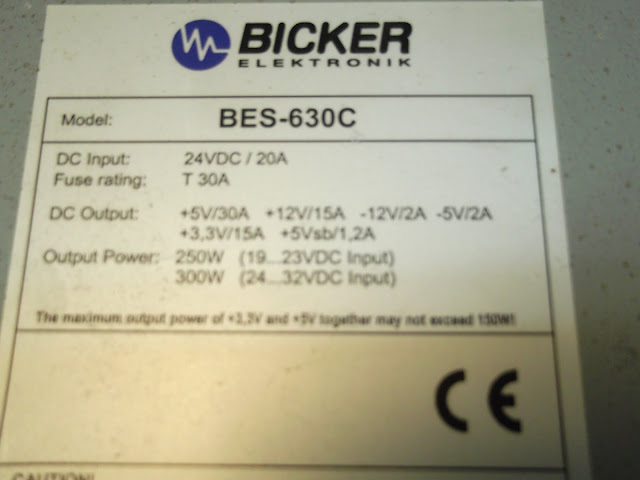 BICKER
ELEKTRONIK
Model: BES-630C
DC Input: 24VDC / 20A
Fuse rating: T 30A
DC Output: +5V/30A +12V/15A -12V/2A -5V/2A
+3,3V/15A +5Vsb/1,2A
Output Power: 250W (19...23VDC Input)
300W (24...32VDC Input)
The maximum output power of +3,3V and +5V together may not exceed 150W!
CE
CAUTION!